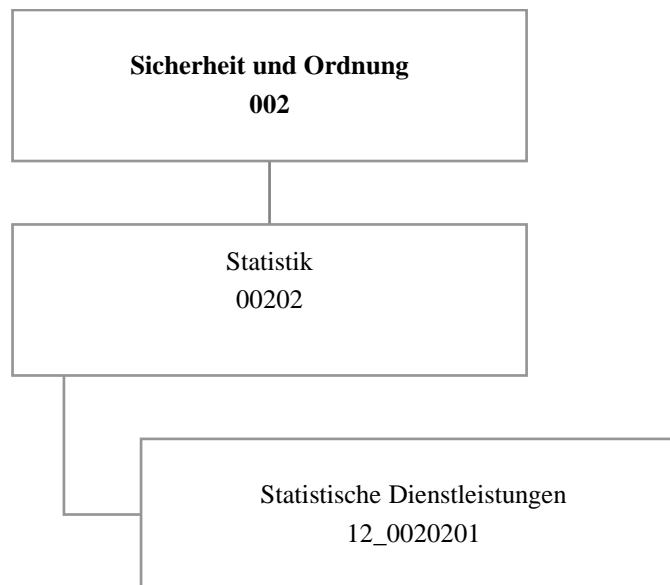 Sicherheit und Ordnung
002
Statistik
00202
Statistische Dienstleistungen
12_0020201